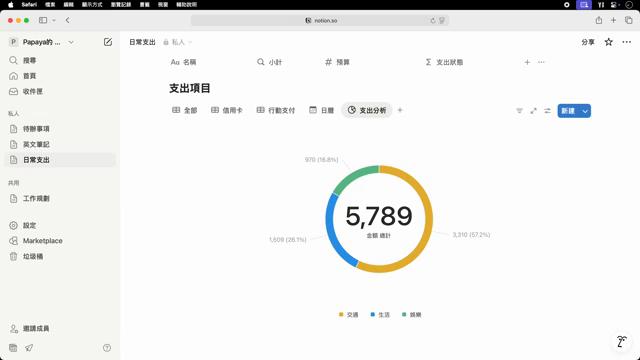 Safari 檔案 編輯 顯示方式 瀏覽記錄 書籤 視窗 輔助說明
notion.so
Papaya的 ...
日常支出 私人
分享
搜尋
首頁
收件匣
私人
待辦事項
英文筆記
日常支出
共用
工作規劃
設定
Marketplace
垃圾桶
邀請成員
Aa 名稱 小計 # 預算 Σ 支出狀態
支出項目
全部 信用卡 行動支付 日曆 支出分析
新建
970 (16.8%)
5,789
金額 總計
3,310 (57.2%)
交通 生活 娛樂